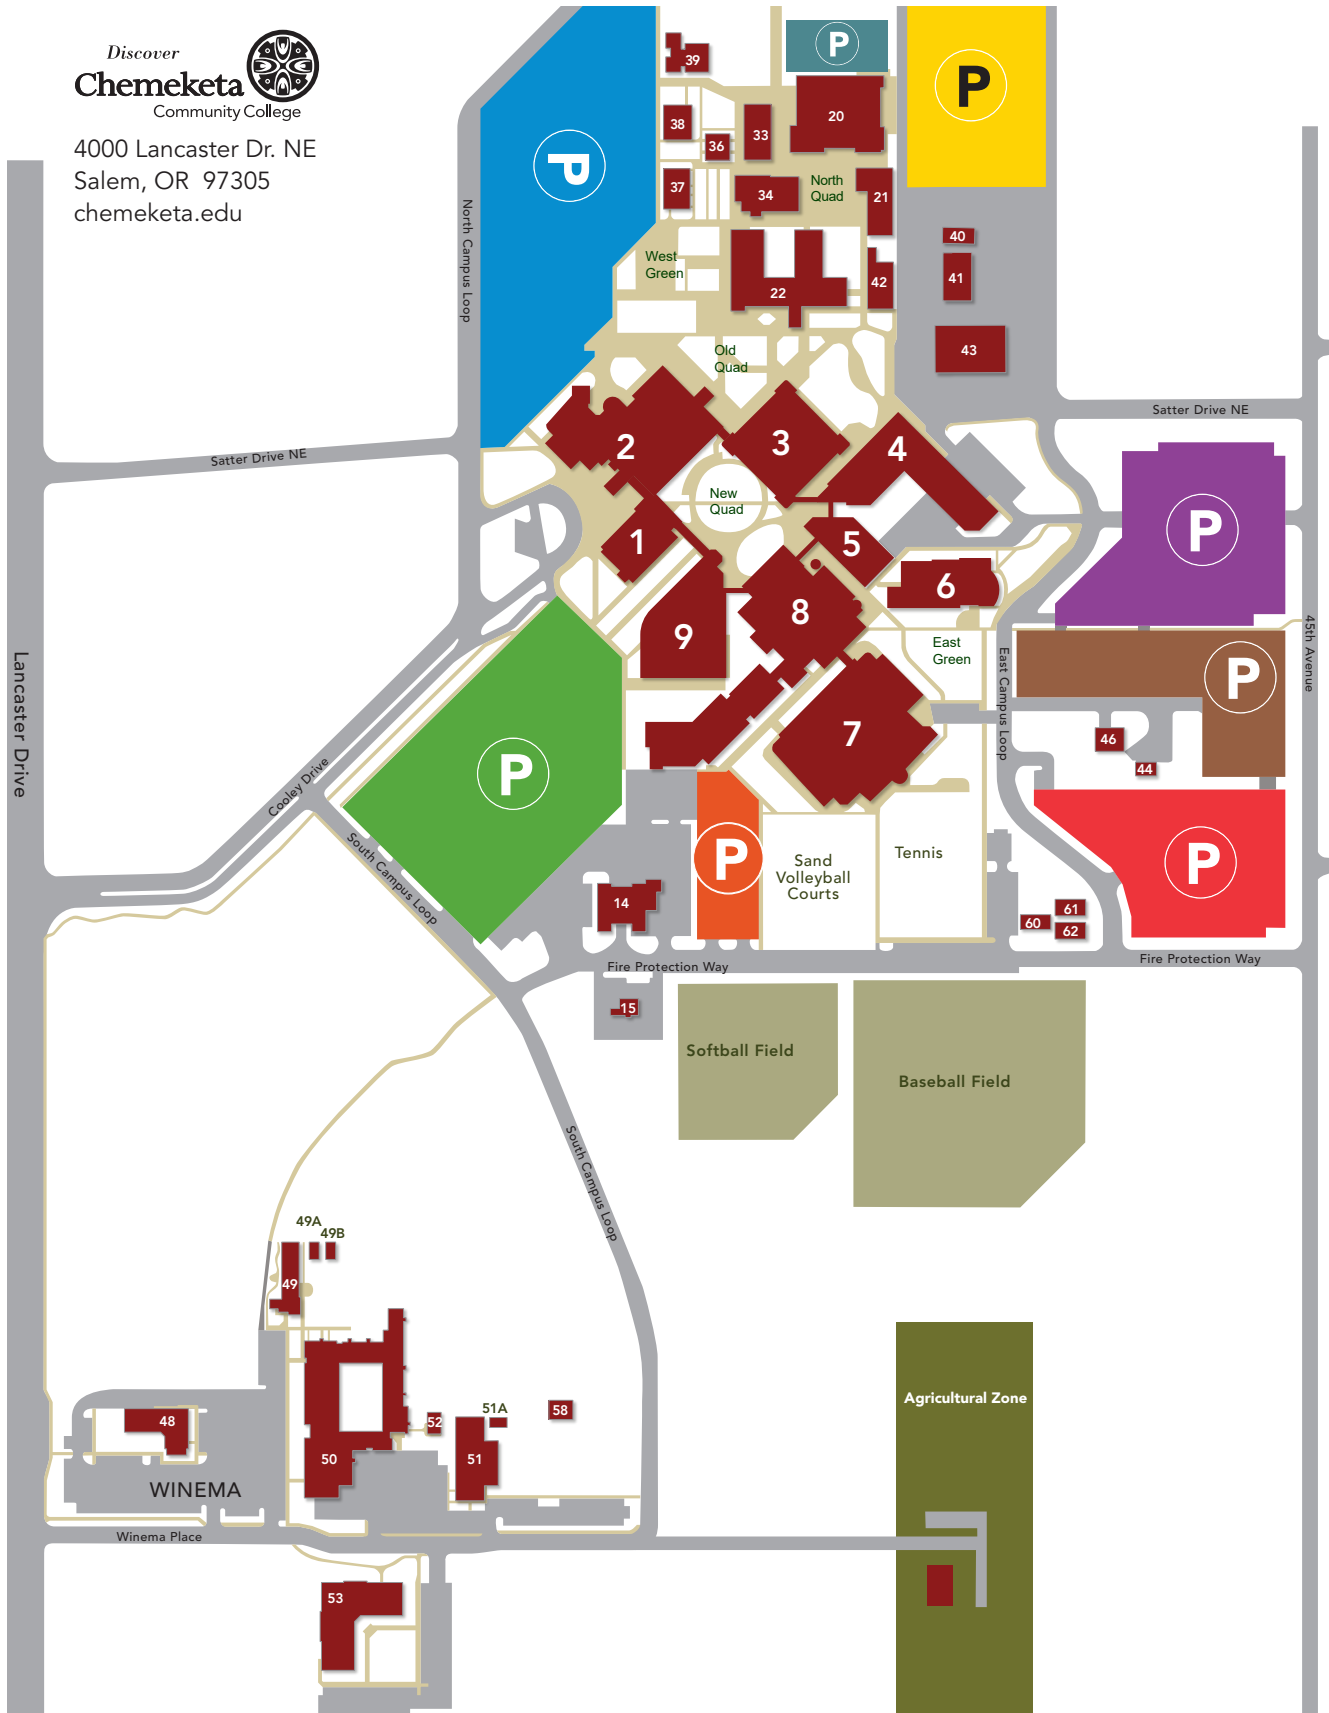 Discover
Chemeketa
Community College
4000 Lancaster Dr. NE
Salem, OR 97305
chemeketa.edu
P
P
P
39
38
36
33
20
37
34
North
Quad
21
40
41
42
43
West
Green
22
Old
Quad
North Campus Loop
Satter Drive NE
Satter Drive NE
2
3
4
New
Quad
1
5
6
8
9
7
P
East
Green
East Campus Loop
45th Avenue
P
46
44
Lancaster Drive
Cooley Drive
South Campus Loop
P
P
P
Sand
Volleyball
Courts
Tennis
14
60
61
62
Fire Protection Way
Fire Protection Way
15
Softball Field
Baseball Field
South Campus Loop
49A
49B
49
48
50
52
51A
51
58
WINEMA
Winema Place
53
Agricultural Zone